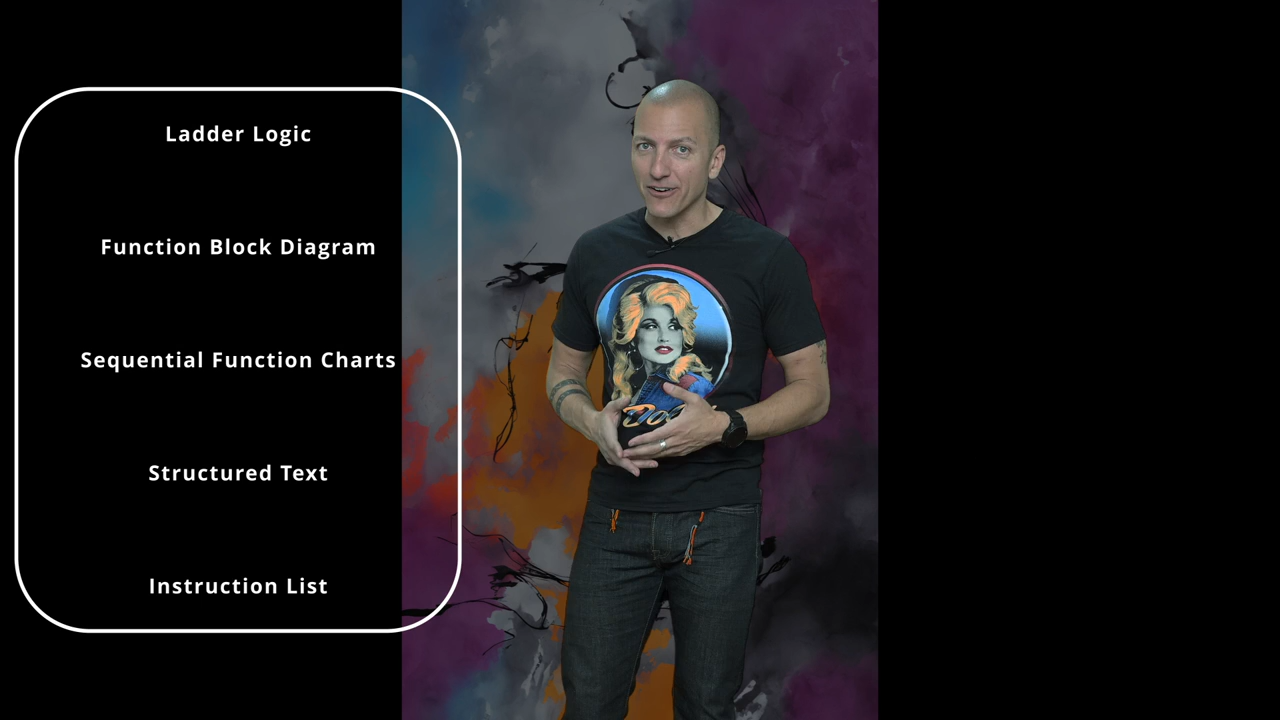 Ladder Logic
Function Block Diagram
Sequential Function Charts
Structured Text
Instruction List